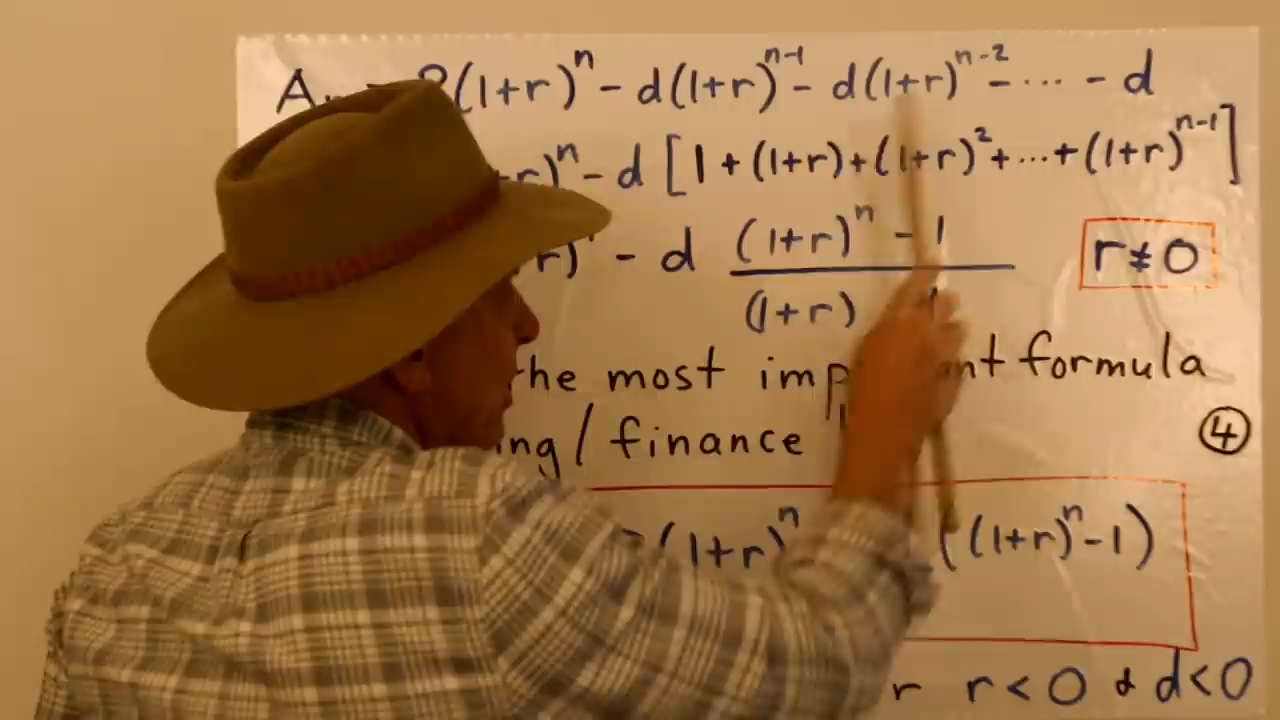 A (1+r)^n - d(1+r)^{n-1} - d(1+r)^{n-2} - ... - d
)^n - d [1 + (1+r) + (1+r)^2 + ... + (1+r)^{n-1}]
r) - d \frac{(1+r)^n - 1}{(1+r) - 1} r ≠ 0
the most important formula
/ finance
④
(1+r)^n ((1+r)^n - 1)
r < 0 & d < 0